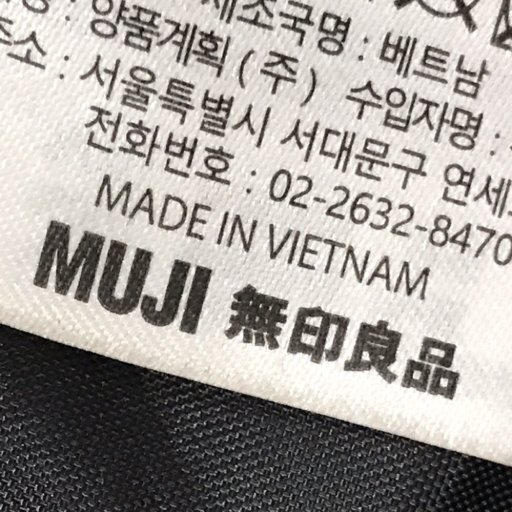 제조국명 : 베트남
양품계획(주) 수입자명 :
소 : 서울특별시 서대문구 연세
전화번호 : 02-2632-8470
MADE IN VIETNAM
MUJI 無印良品